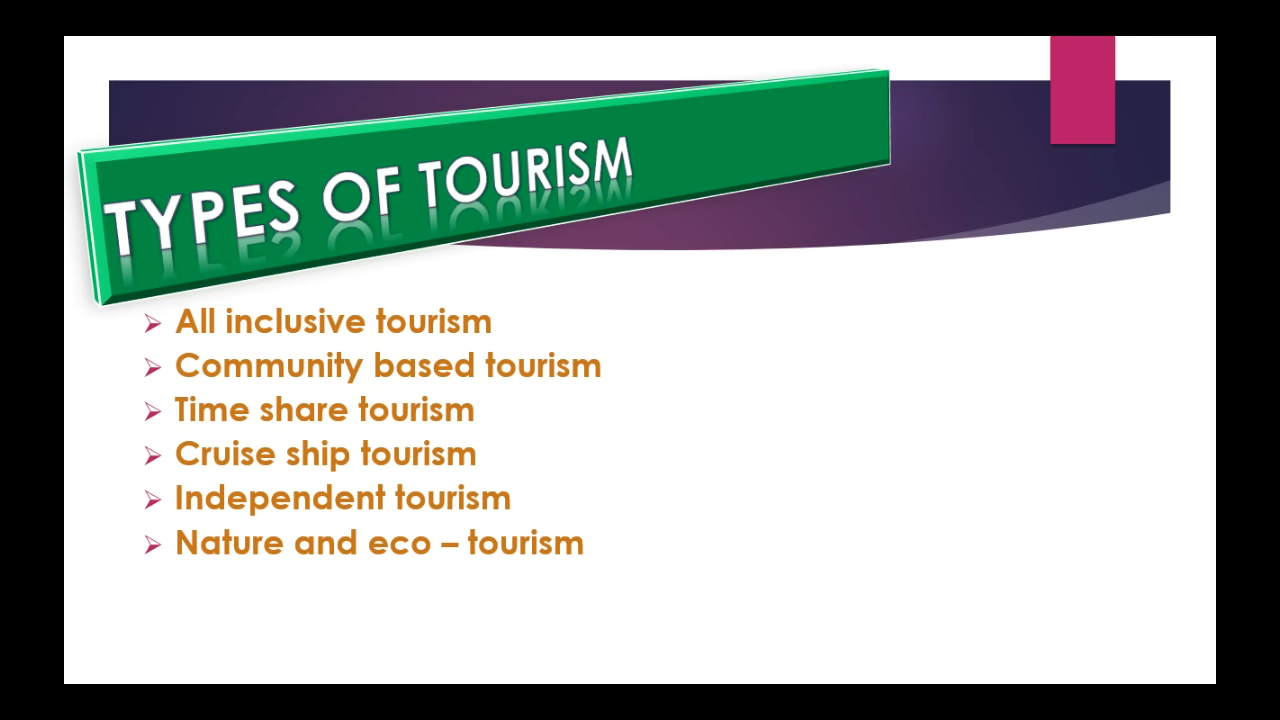 TYPES OF TOURISM
All inclusive tourism
Community based tourism
Time share tourism
Cruise ship tourism
Independent tourism
Nature and eco – tourism